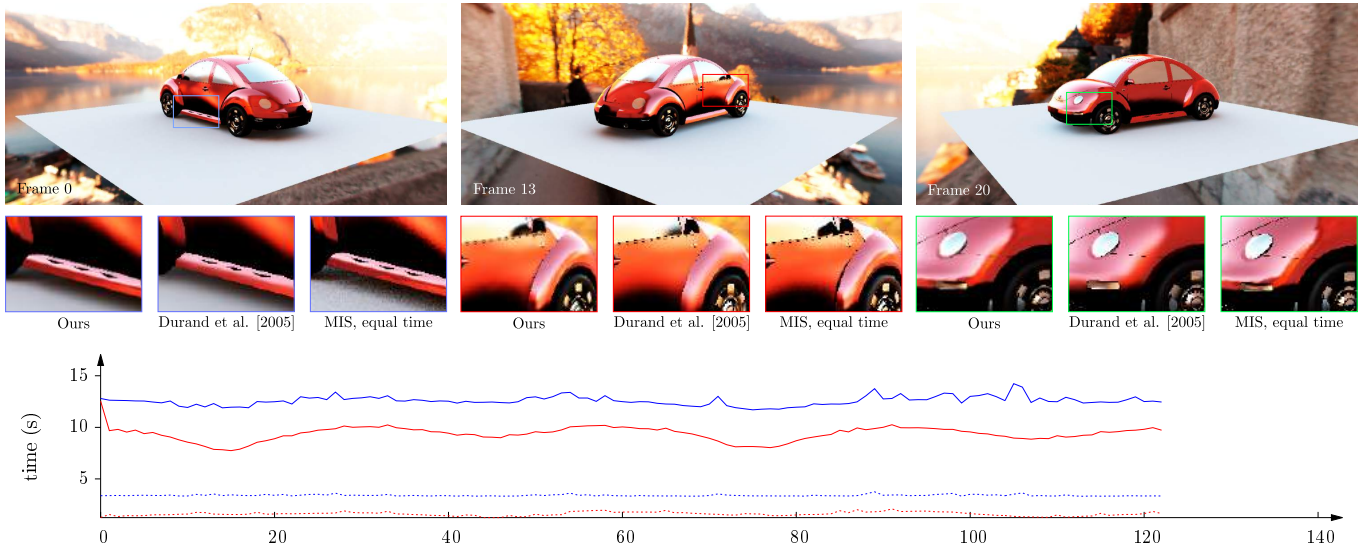 Frame 0
Frame 13
Frame 20
Ours
Durand et al. [2005]
MIS, equal time
Ours
Durand et al. [2005]
MIS, equal time
Ours
Durand et al. [2005]
MIS, equal time
15
10
5
time (s)
0
20
40
60
80
100
120
140